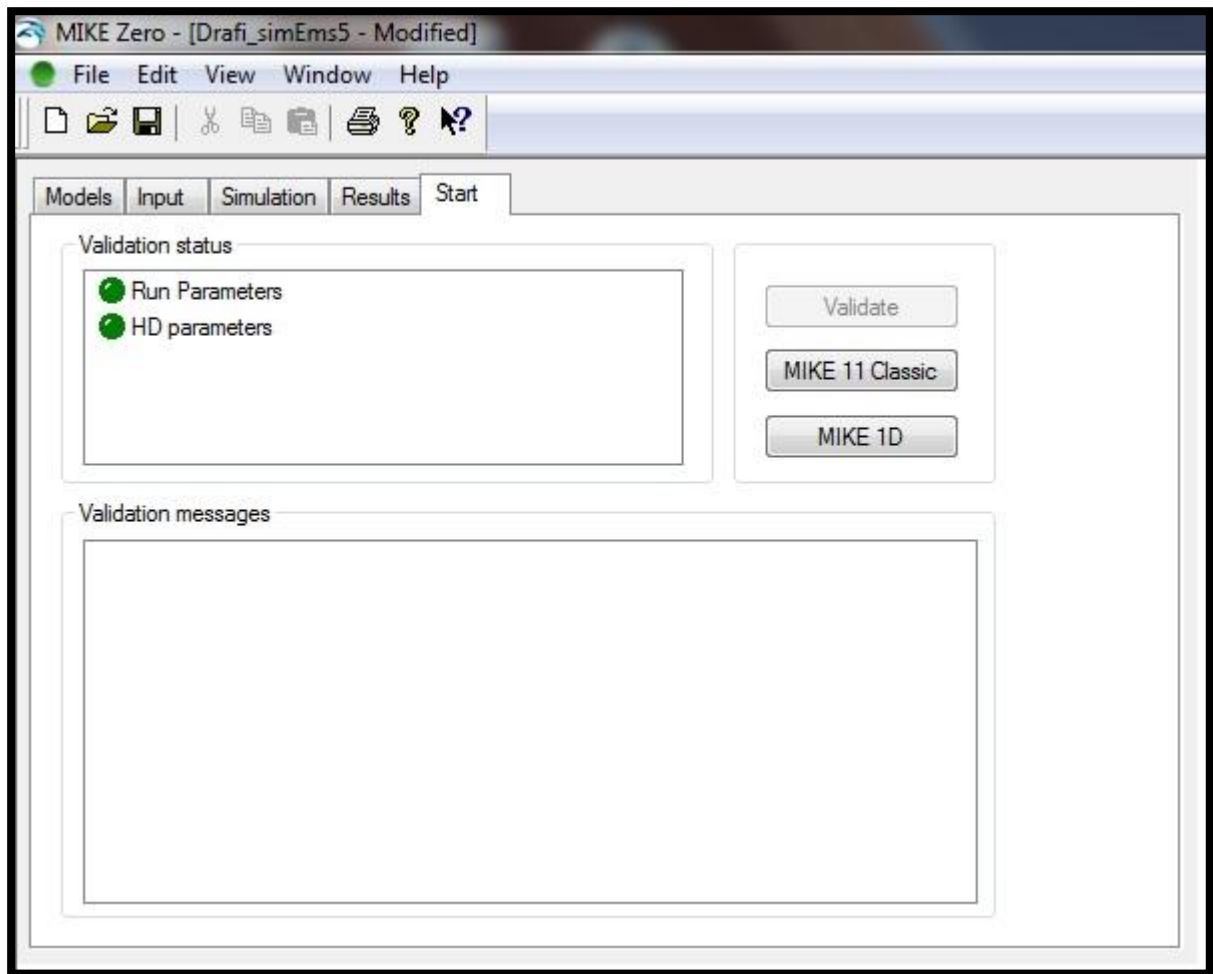 MIKE Zero - [Drafi_simEms5 - Modified]
File Edit View Window Help
Models Input Simulation Results Start
Validation status
Run Parameters
HD parameters
Validate
MIKE 11 Classic
MIKE 1D
Validation messages